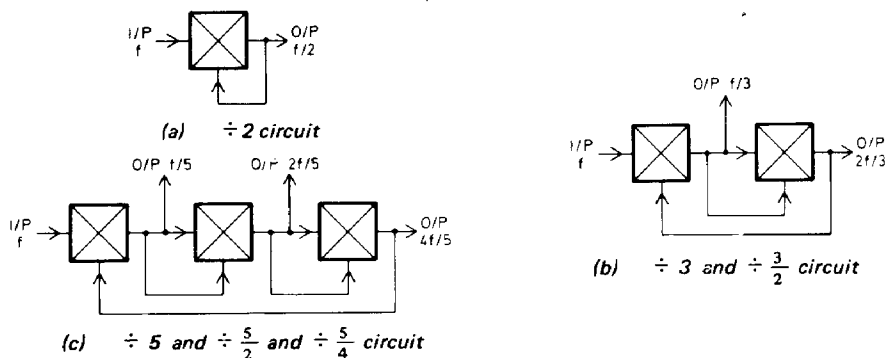 I/P
f
O/P
f/2
(a) ÷ 2 circuit
O/P f/5
O/P 2f/5
I/P
f
O/P
4f/5
(c) ÷ 5 and ÷ 5/2 and ÷ 5/4 circuit
O/P f/3
I/P
f
O/P
2f/3
(b) ÷ 3 and ÷ 3/2 circuit